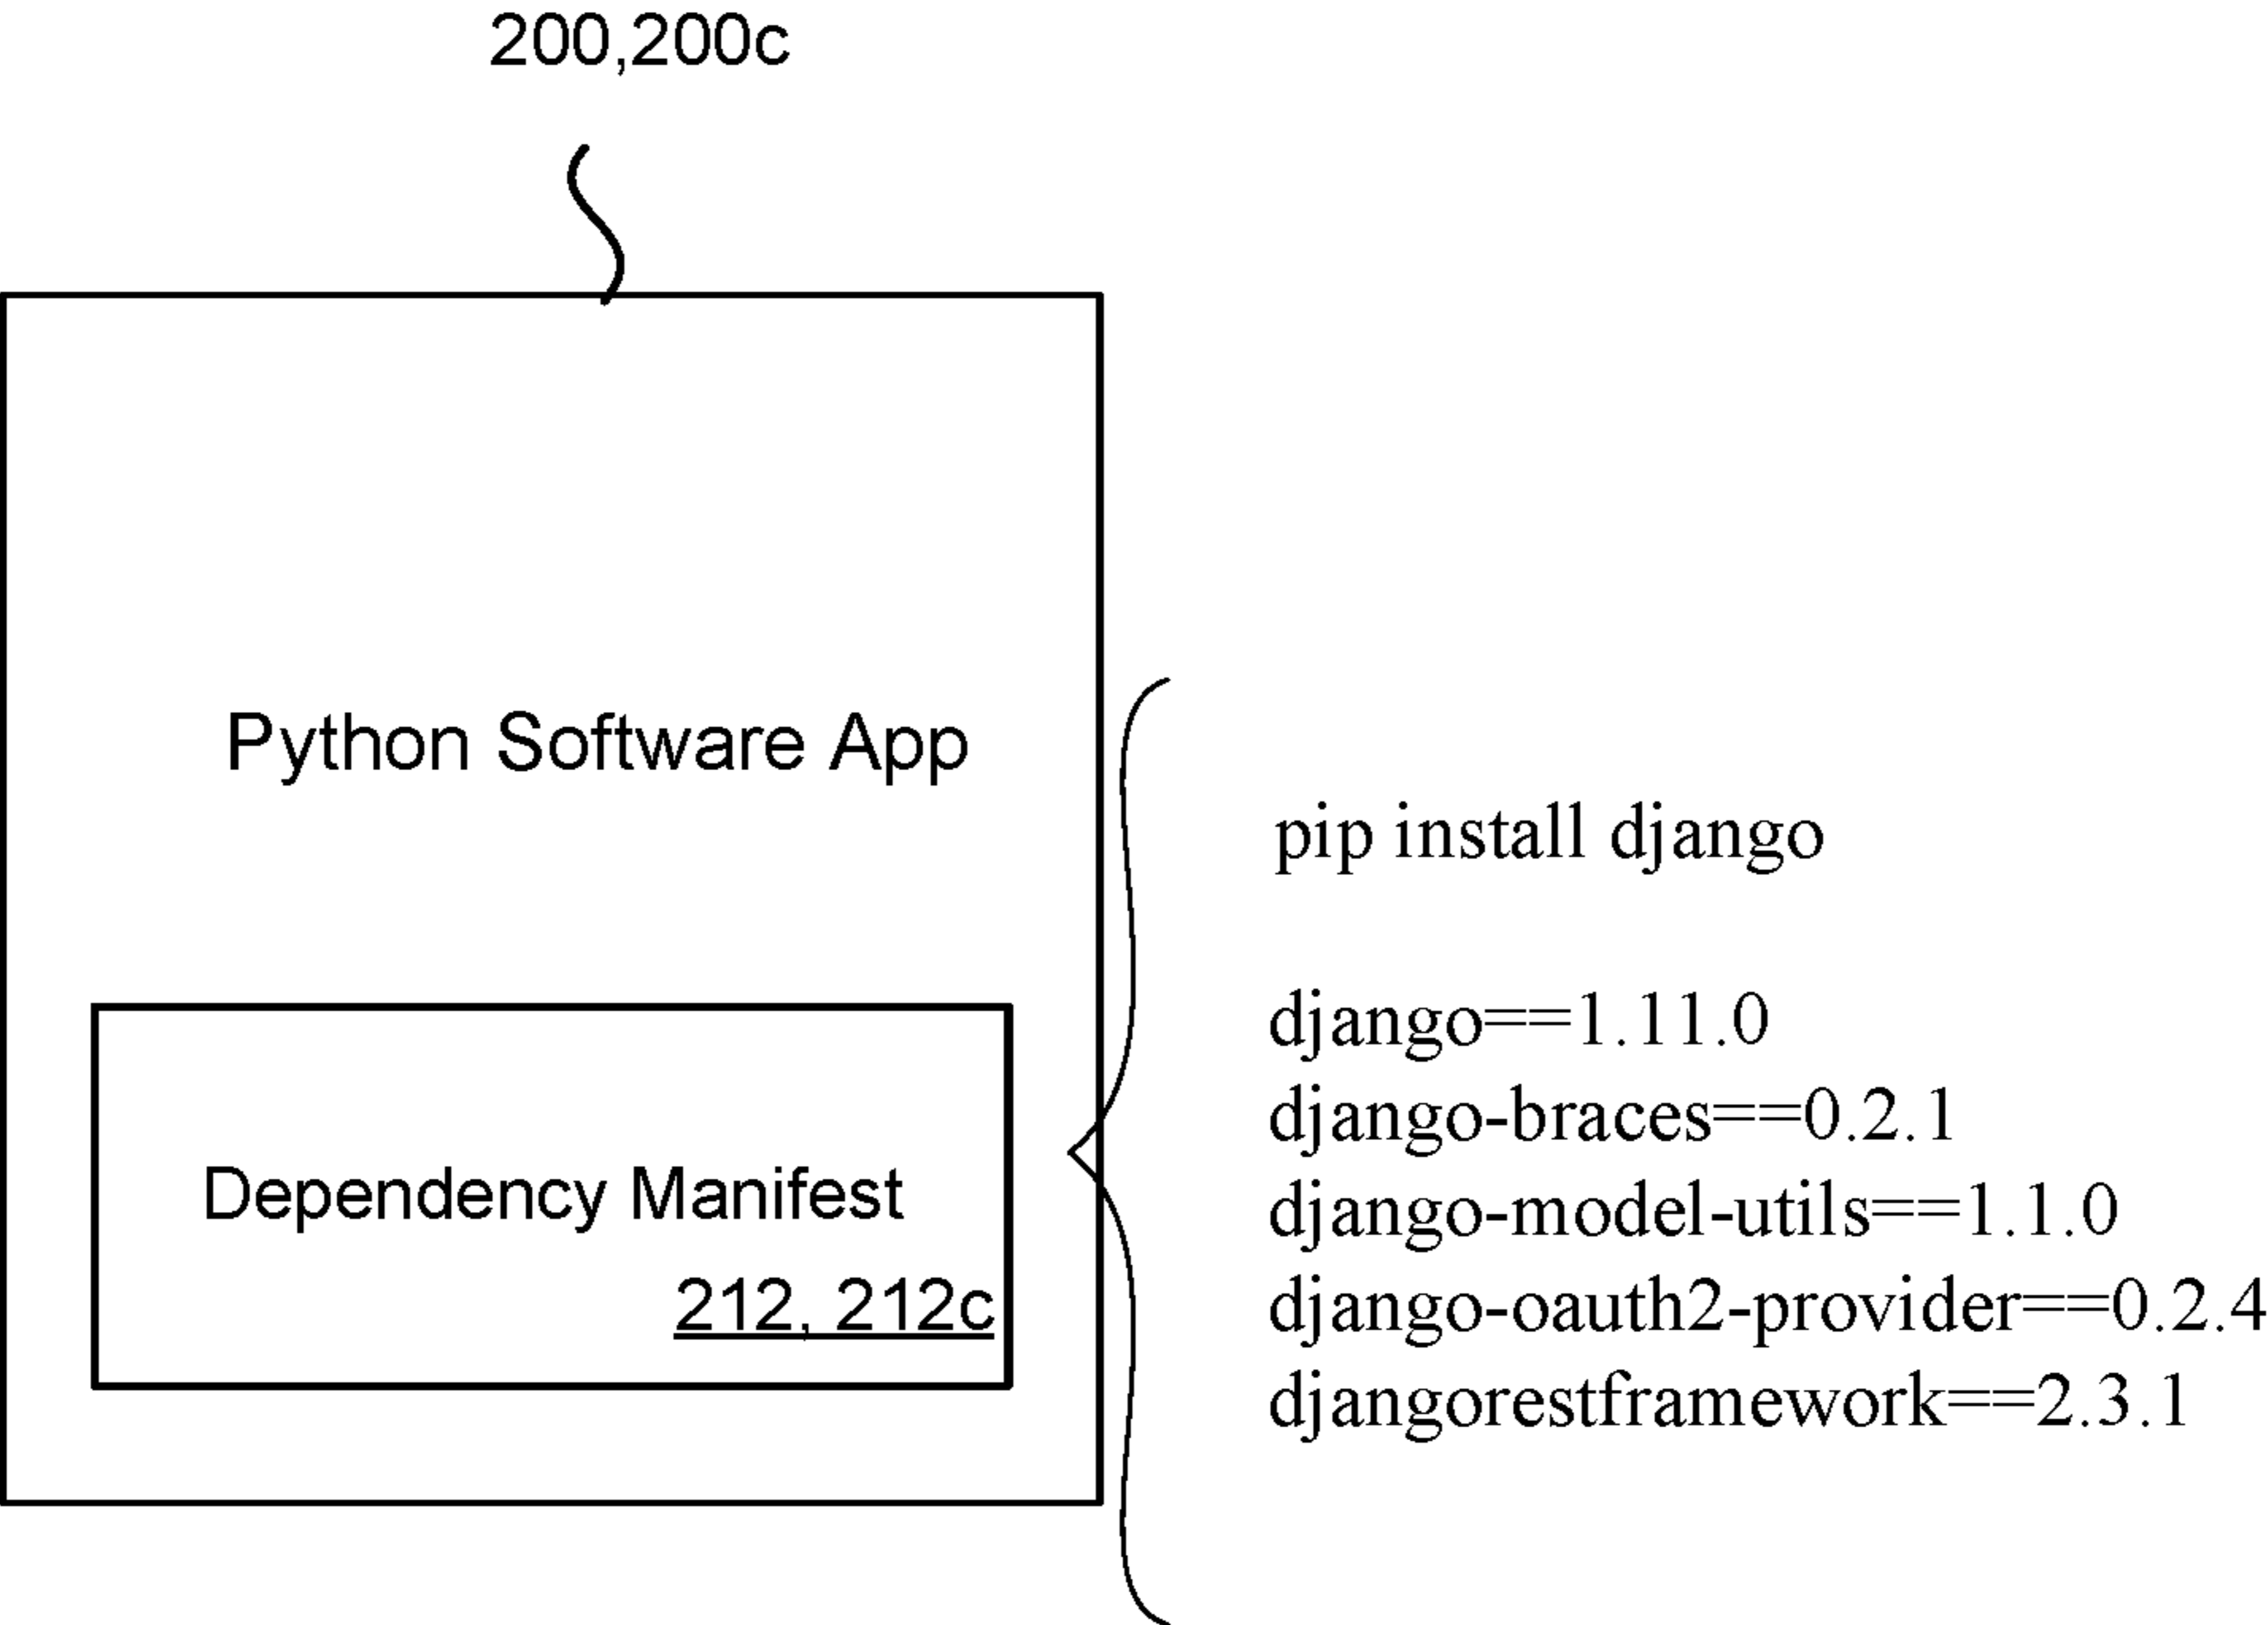 200,200c
Python Software App
Dependency Manifest
212, 212c
pip install django
django==1.11.0
django-braces==0.2.1
django-model-utils==1.1.0
django-oauth2-provider==0.2.4
djangorestframework==2.3.1